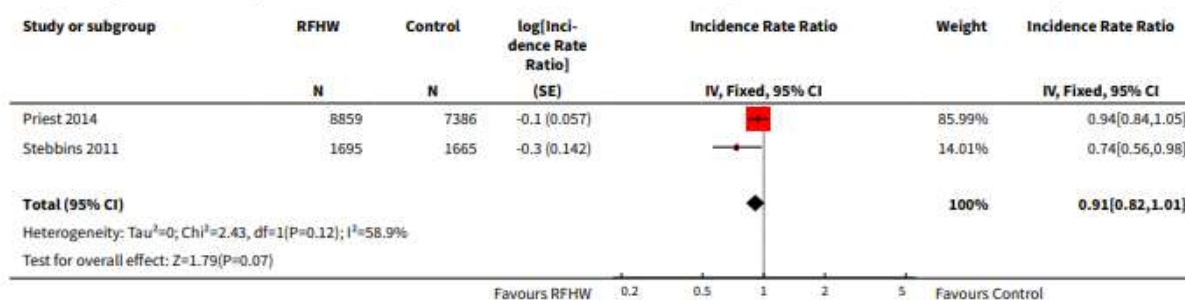 Study or subgroup RFHW Control log[Inci- Incidence Rate Ratio Weight Incidence Rate Ratio
dence Rate
Ratio]
N N (SE) IV, Fixed, 95% CI IV, Fixed, 95% CI
Priest 2014 8859 7386 -0.1 (0.057) 85.99% 0.94[0.84,1.05]
Stebbins 2011 1695 1665 -0.3 (0.142) 14.01% 0.74[0.56,0.98]
Total (95% CI) 100% 0.91[0.82,1.01]
Heterogeneity: Tau²=0; Chi²=2.43, df=1(P=0.12); I²=58.9%
Test for overall effect: Z=1.79(P=0.07)
Favours RFHW 0.2 0.5 1 2 5 Favours Control